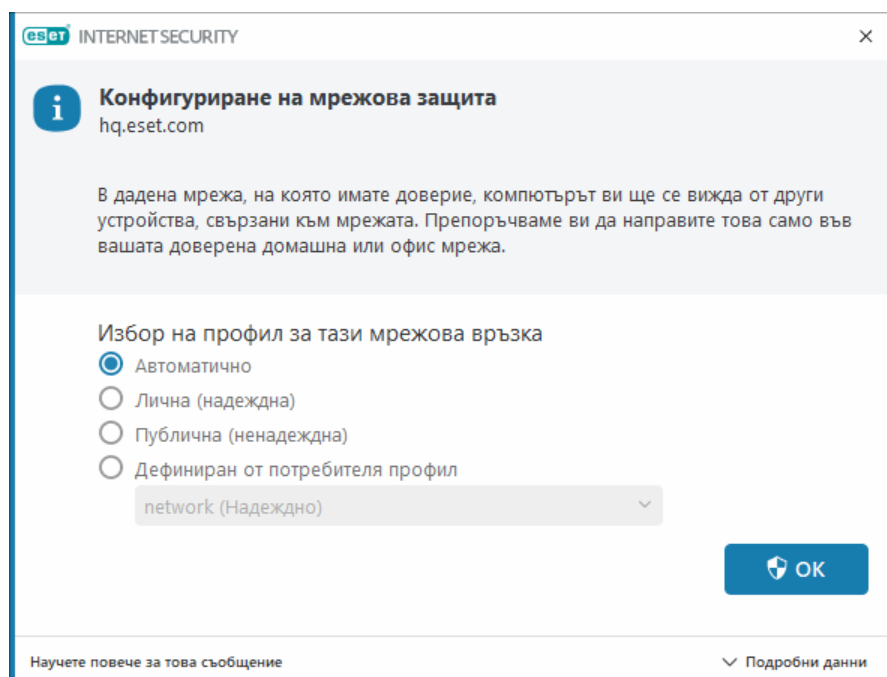 eset INTERNET SECURITY
Конфигуриране на мрежова защита
hq.eset.com
В дадена мрежа, на която имате доверие, компютърът ви ще се вижда от други
устройства, свързани към мрежата. Препоръчваме ви да направите това само във
вашата доверена домашна или офис мрежа.
Избор на профил за тази мрежова връзка
Автоматично
Лична (надеждна)
Публична (ненадеждна)
Дефиниран от потребителя профил
network (Надеждно)
OK
Научете повече за това съобщение
Подробни данни